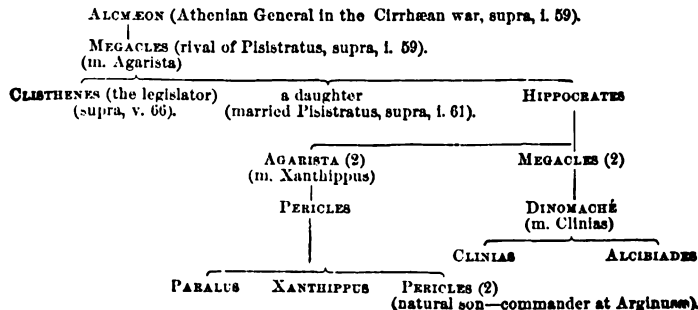 ALCMÆON (Athenian General in the Cirrhæan war, supra, i. 59).
MEGACLES (rival of Pisistratus, supra, i. 59).
(m. Agarista)
CLISTHENES (the legislator) a daughter HIPPOCRATES
(supra, v. 66). (married Pisistratus, supra, i. 61).
AGARISTA (2) MEGACLES (2)
(m. Xanthippus)
PERICLES DINOMACHÉ
(m. Clinias)
CLINIAS ALCIBIADES
PARALUS XANTHIPPUS PERICLES (2)
(natural son—commander at Arginusæ).